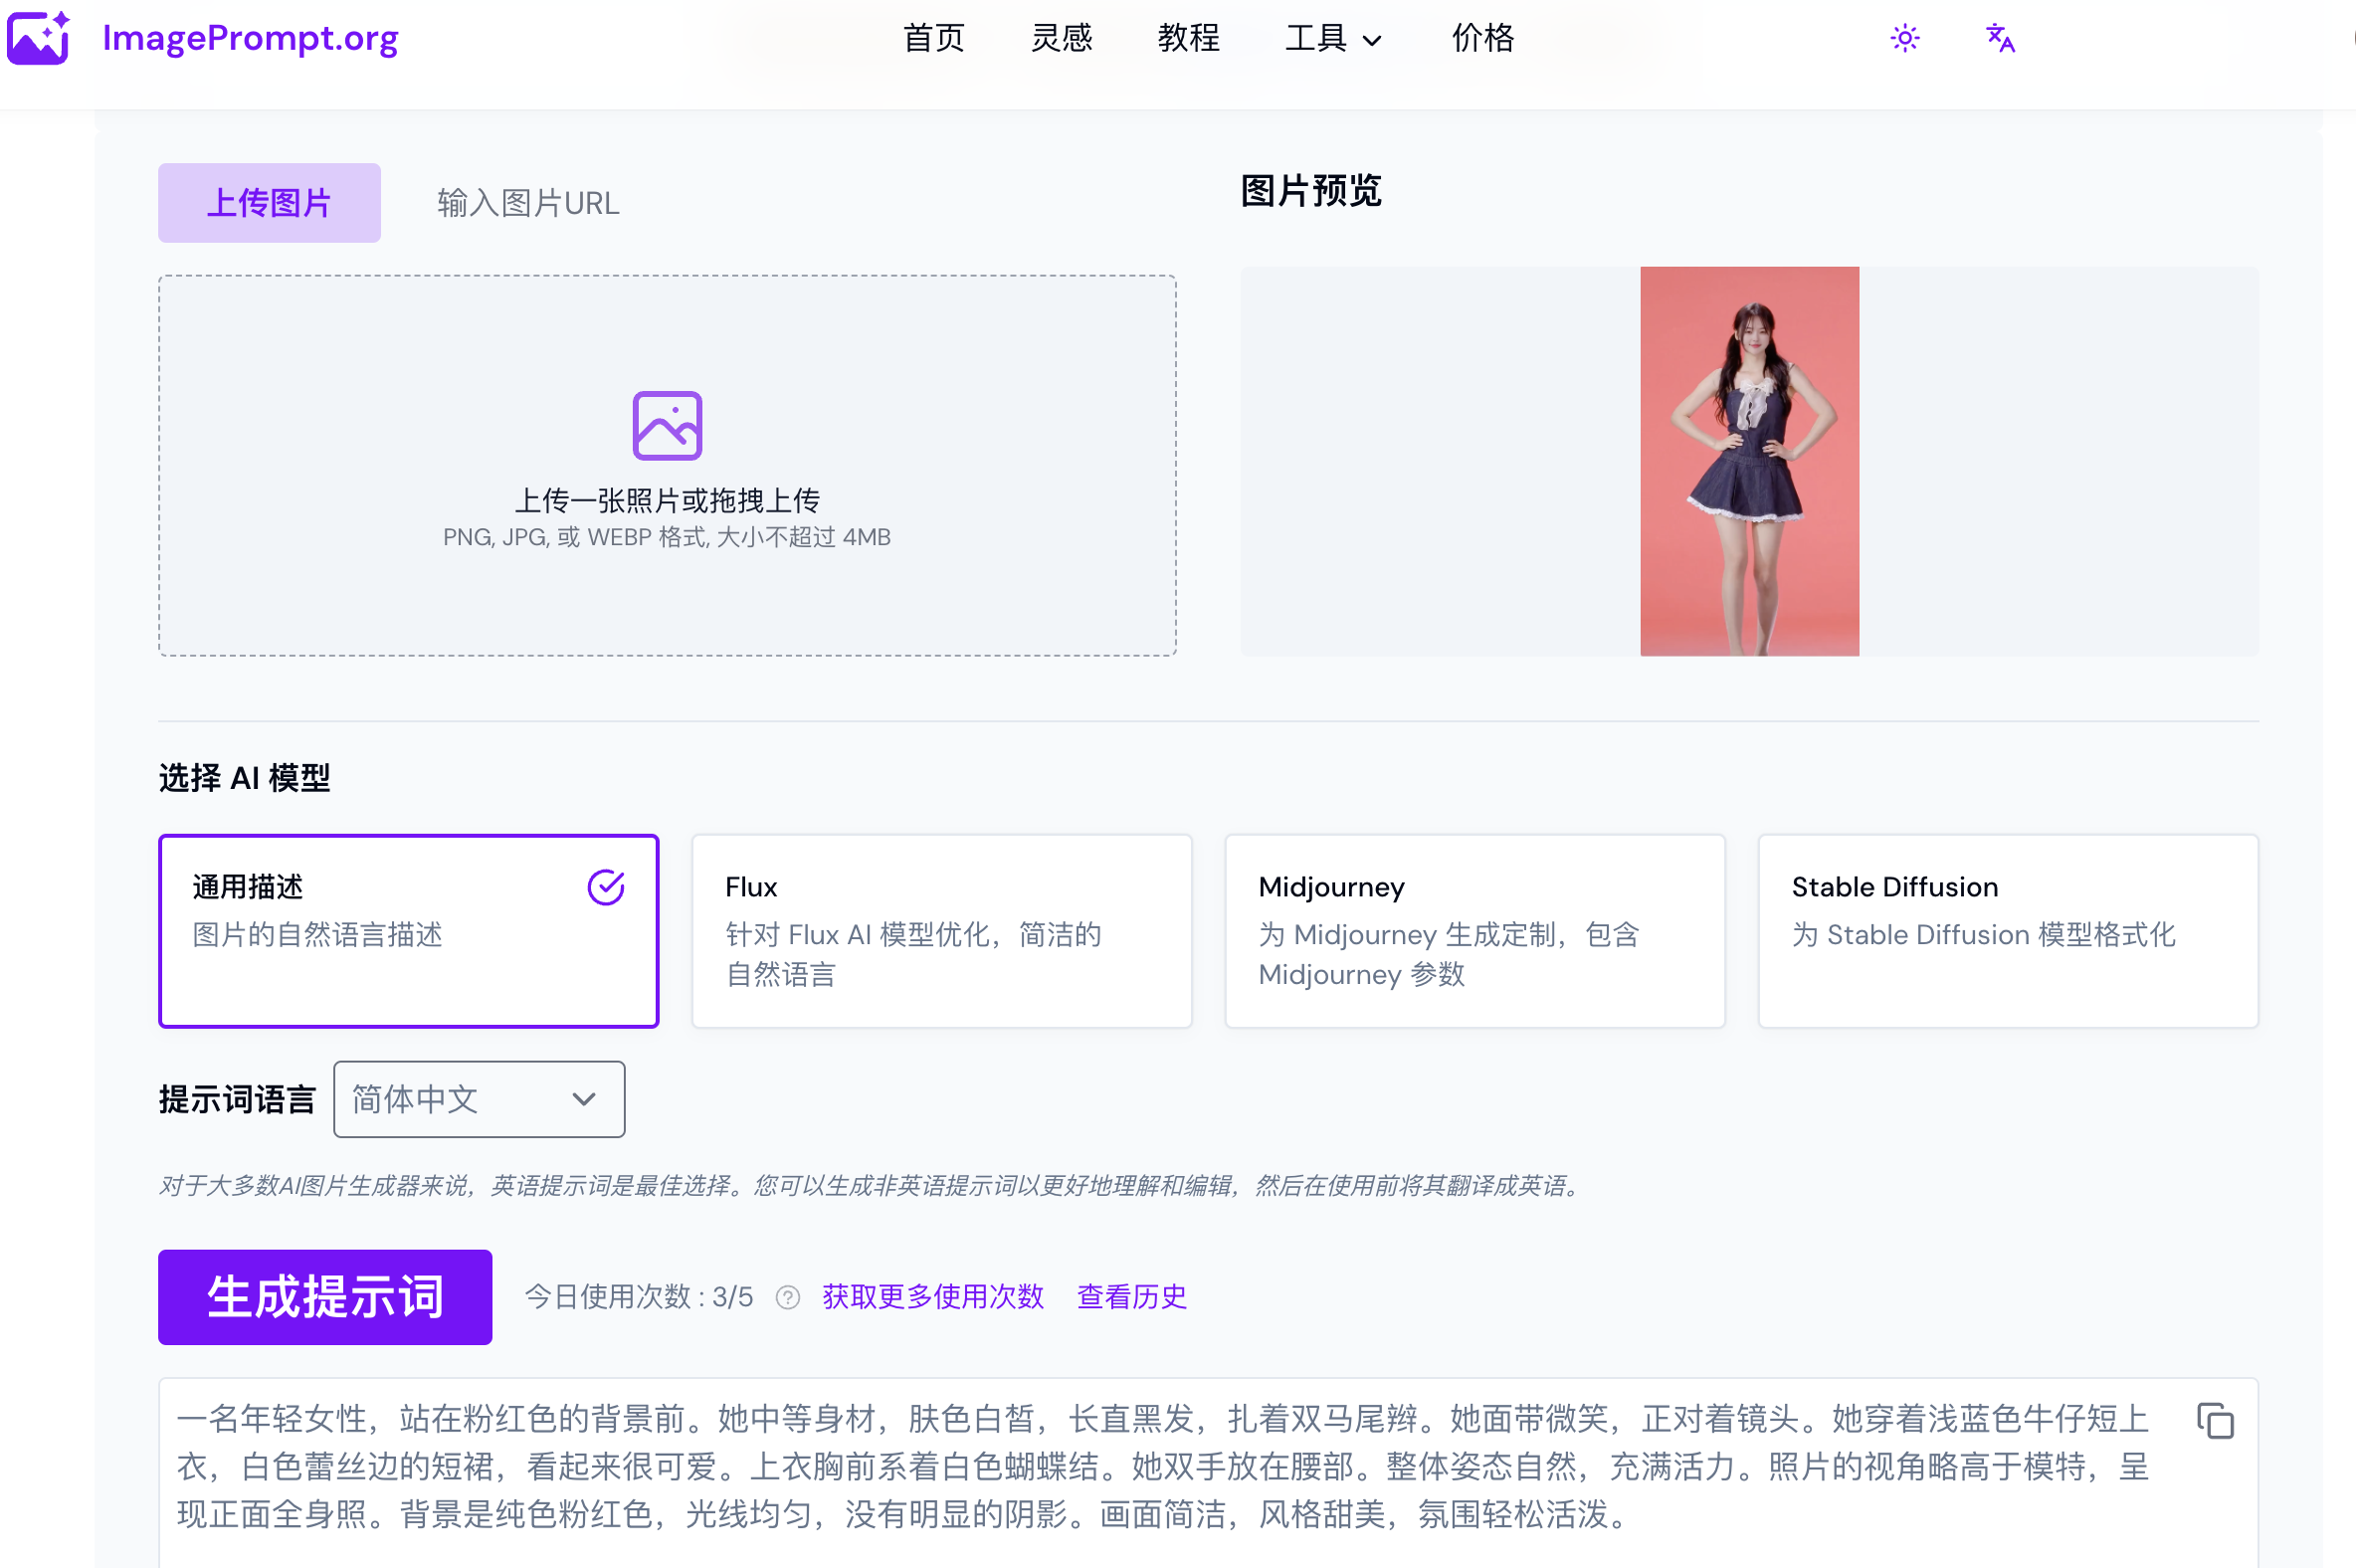 ImagePrompt.org
首页
灵感
教程
工具
价格
上传图片
输入图片URL
图片预览
上传一张照片或拖拽上传
PNG, JPG, 或 WEBP 格式, 大小不超过 4MB
选择 AI 模型
通用描述
图片的自然语言描述
Flux
针对 Flux AI 模型优化，简洁的
自然语言
Midjourney
为 Midjourney 生成定制，包含
Midjourney 参数
Stable Diffusion
为 Stable Diffusion 模型格式化
提示词语言
简体中文
对于大多数AI图片生成器来说，英语提示词是最佳选择。您可以生成非英语提示词以更好地理解和编辑，然后在使用前将其翻译成英语。
生成提示词
今日使用次数 : 3/5
获取更多使用次数
查看历史
一名年轻女性，站在粉红色的背景前。她中等身材，肤色白皙，长直黑发，扎着双马尾辫。她面带微笑，正对着镜头。她穿着浅蓝色牛仔短上
衣，白色蕾丝边的短裙，看起来很可爱。上衣胸前系着白色蝴蝶结。她双手放在腰部。整体姿态自然，充满活力。照片的视角略高于模特，呈
现正面全身照。背景是纯色粉红色，光线均匀，没有明显的阴影。画面简洁，风格甜美，氛围轻松活泼。